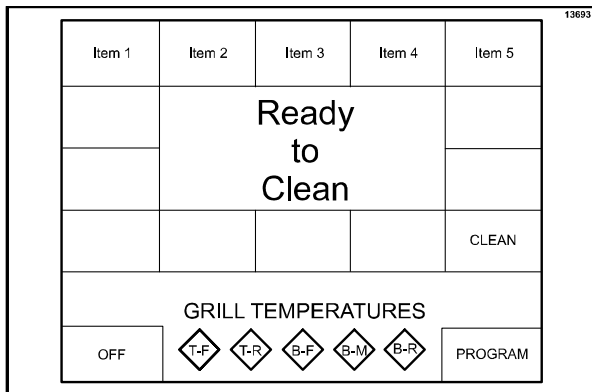 13693
Item 1 Item 2 Item 3 Item 4 Item 5
Ready
to
Clean
CLEAN
GRILL TEMPERATURES
OFF T-F T-R B-F B-M B-R PROGRAM